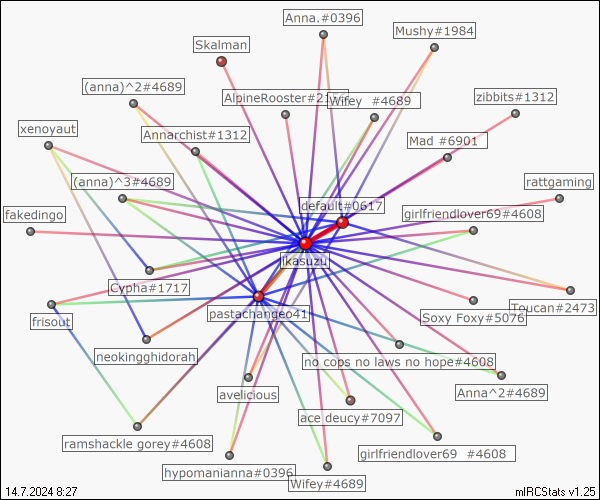 Anna.#0396
Mushy#1984
Skalman
(anna)^2#4689
AlpineRooster#2
Wifey #4689
zibbits#1312
xenoyaut
Annarchist#1312
Mad #6901
(anna)^3#4689
rattgaming
default#0617
fakedingo
girlfriendlover69#4608
Ikasuzu
Cypha#1717
Toucan#2473
frisout
pastachangeo41
Soxy Foxy#5076
neokingghidorah
no cops no laws no hope#4608
avelicious
Anna^2#4689
ace deucy#7097
ramshackle gorey#4608
girlfriendlover69 #4608
hypomanianna#0396
Wifey#4689
14.7.2024 8:27
mIRCStats v1.25